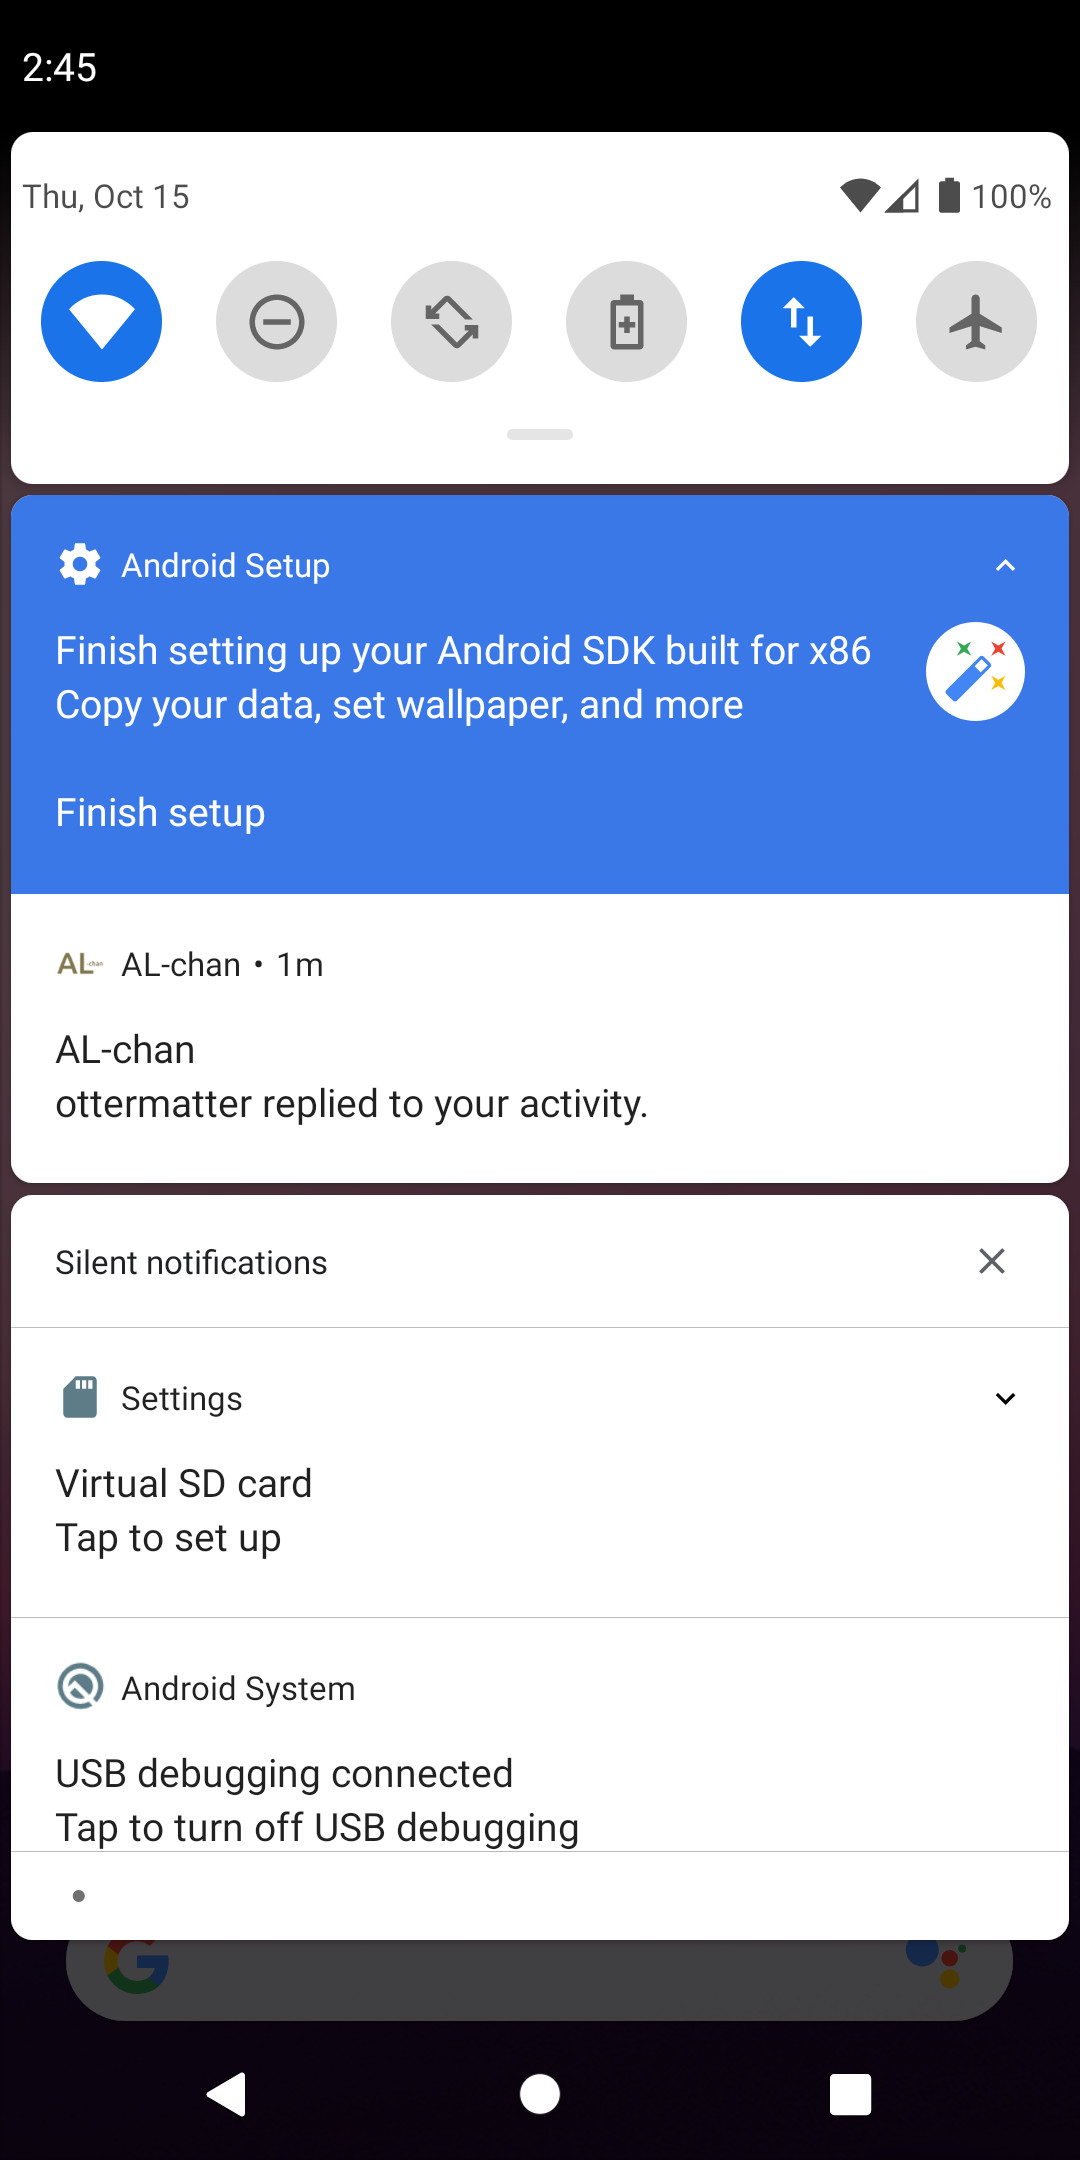 2:45
Thu, Oct 15
100%
Android Setup
Finish setting up your Android SDK built for x86
Copy your data, set wallpaper, and more
Finish setup
AL-chan
AL-chan • 1m
AL-chan
ottermatter replied to your activity.
Silent notifications
Settings
Virtual SD card
Tap to set up
Android System
USB debugging connected
Tap to turn off USB debugging